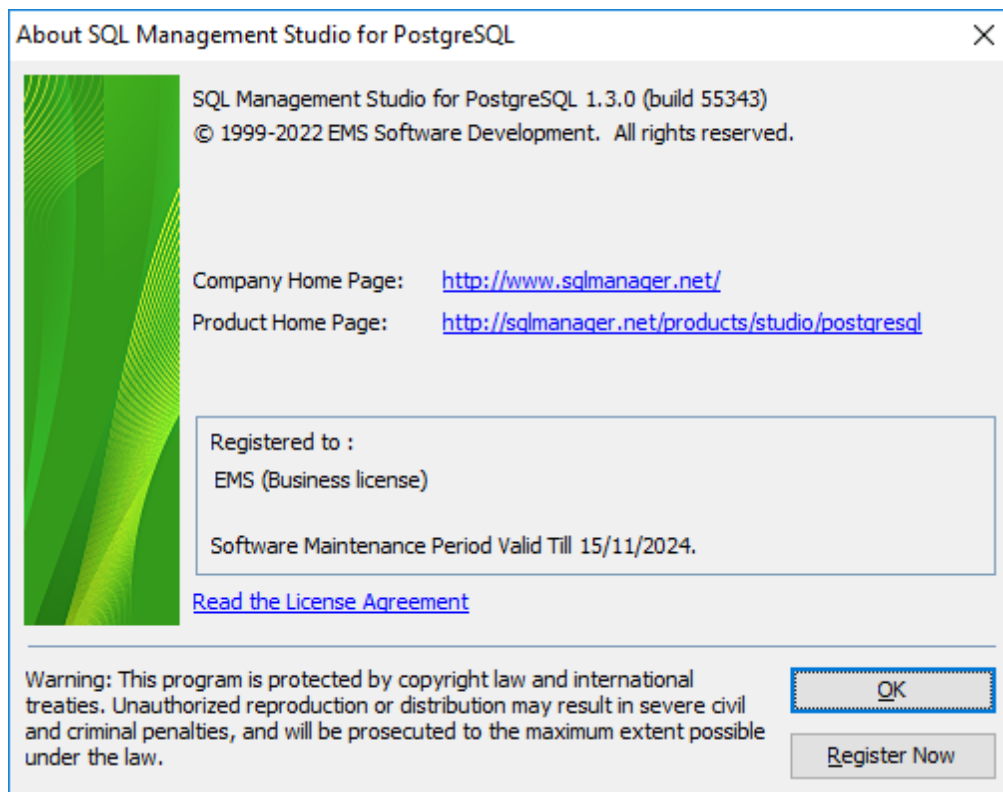 About SQL Management Studio for PostgreSQL
SQL Management Studio for PostgreSQL 1.3.0 (build 55343)
© 1999-2022 EMS Software Development.  All rights reserved.
Company Home Page: http://www.sqlmanager.net/
Product Home Page: http://sqlmanager.net/products/studio/postgresql
Registered to :
EMS (Business license)
Software Maintenance Period Valid Till 15/11/2024.
Read the License Agreement
Warning: This program is protected by copyright law and international
treaties. Unauthorized reproduction or distribution may result in severe civil
and criminal penalties, and will be prosecuted to the maximum extent possible
under the law.
OK
Register Now